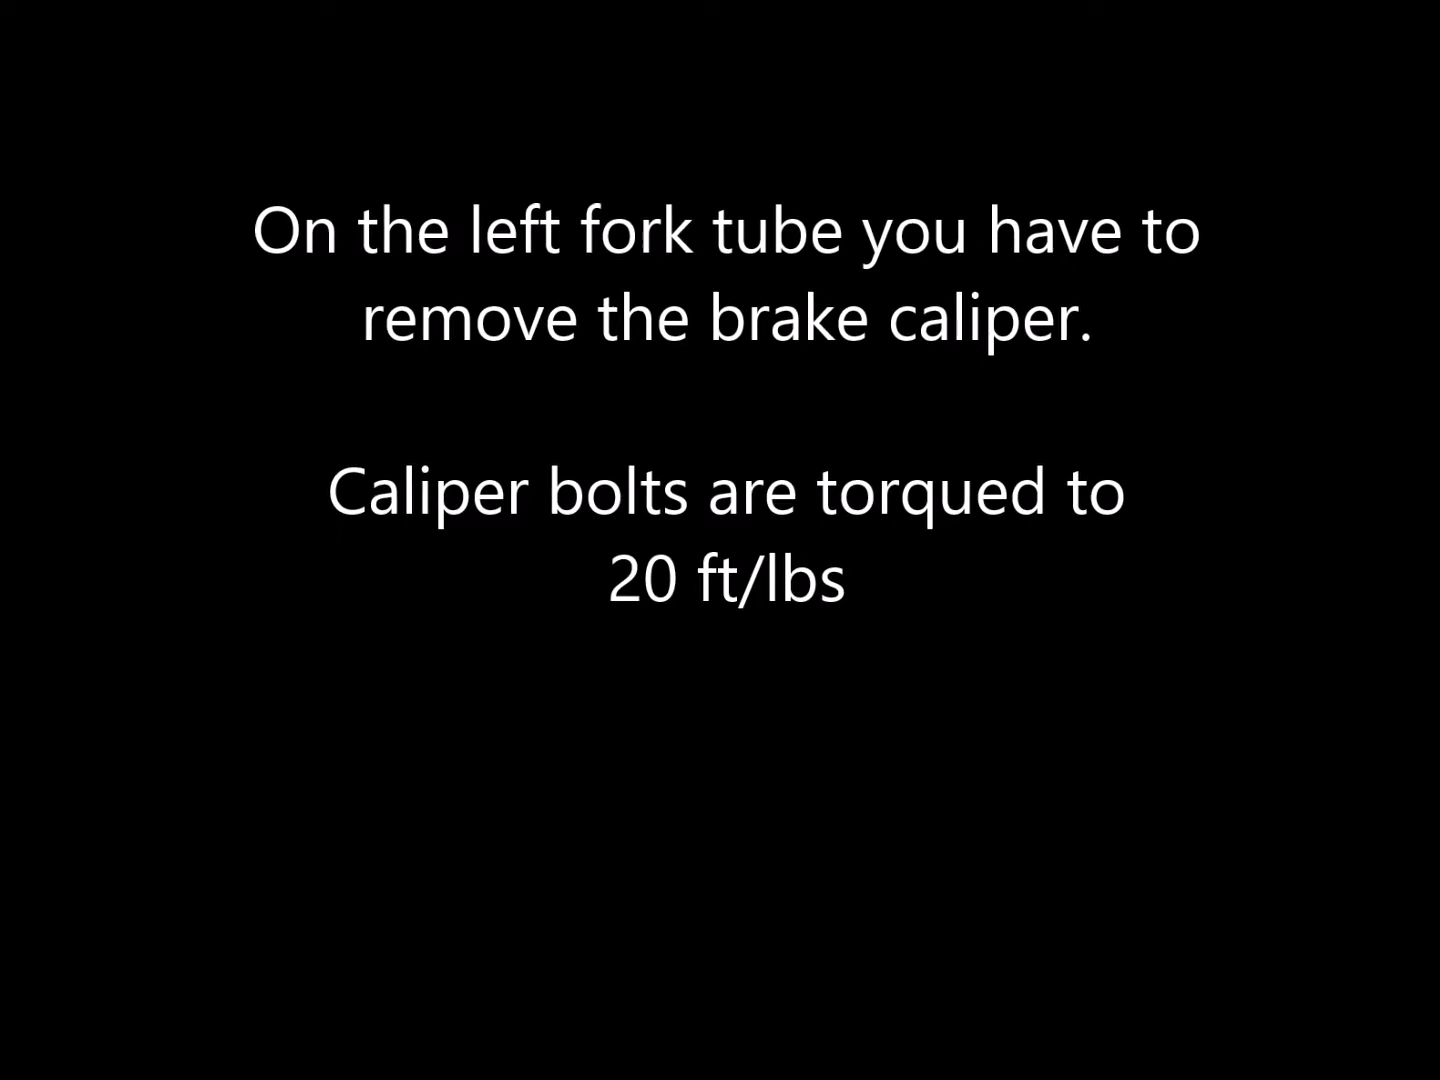 On the left fork tube you have to
remove the brake caliper.
Caliper bolts are torqued to
20 ft/lbs